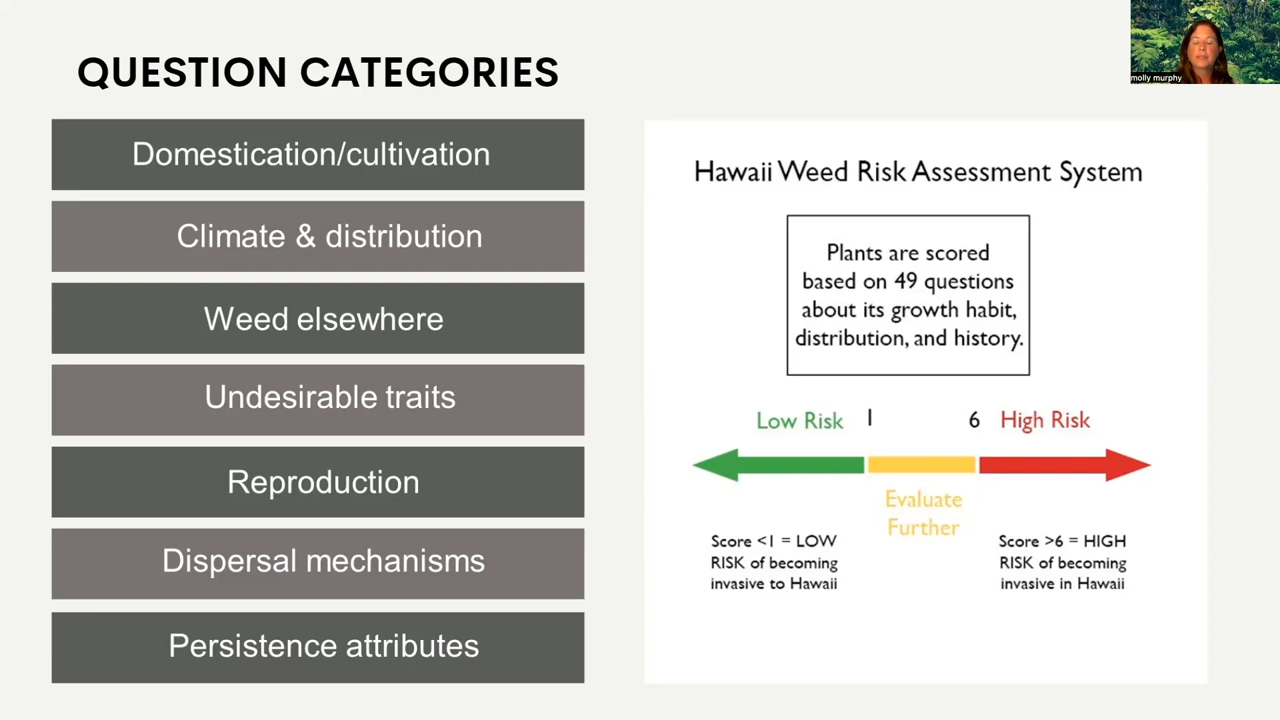 QUESTION CATEGORIES
Domestication/cultivation
Climate & distribution
Weed elsewhere
Undesirable traits
Reproduction
Dispersal mechanisms
Persistence attributes
molly murphy
Hawaii Weed Risk Assessment System
Plants are scored
based on 49 questions
about its growth habit,
distribution, and history.
Low Risk 1 6 High Risk
Evaluate
Further
Score <1 = LOW
RISK of becoming
invasive to Hawaii
Score >6 = HIGH
RISK of becoming
invasive in Hawaii